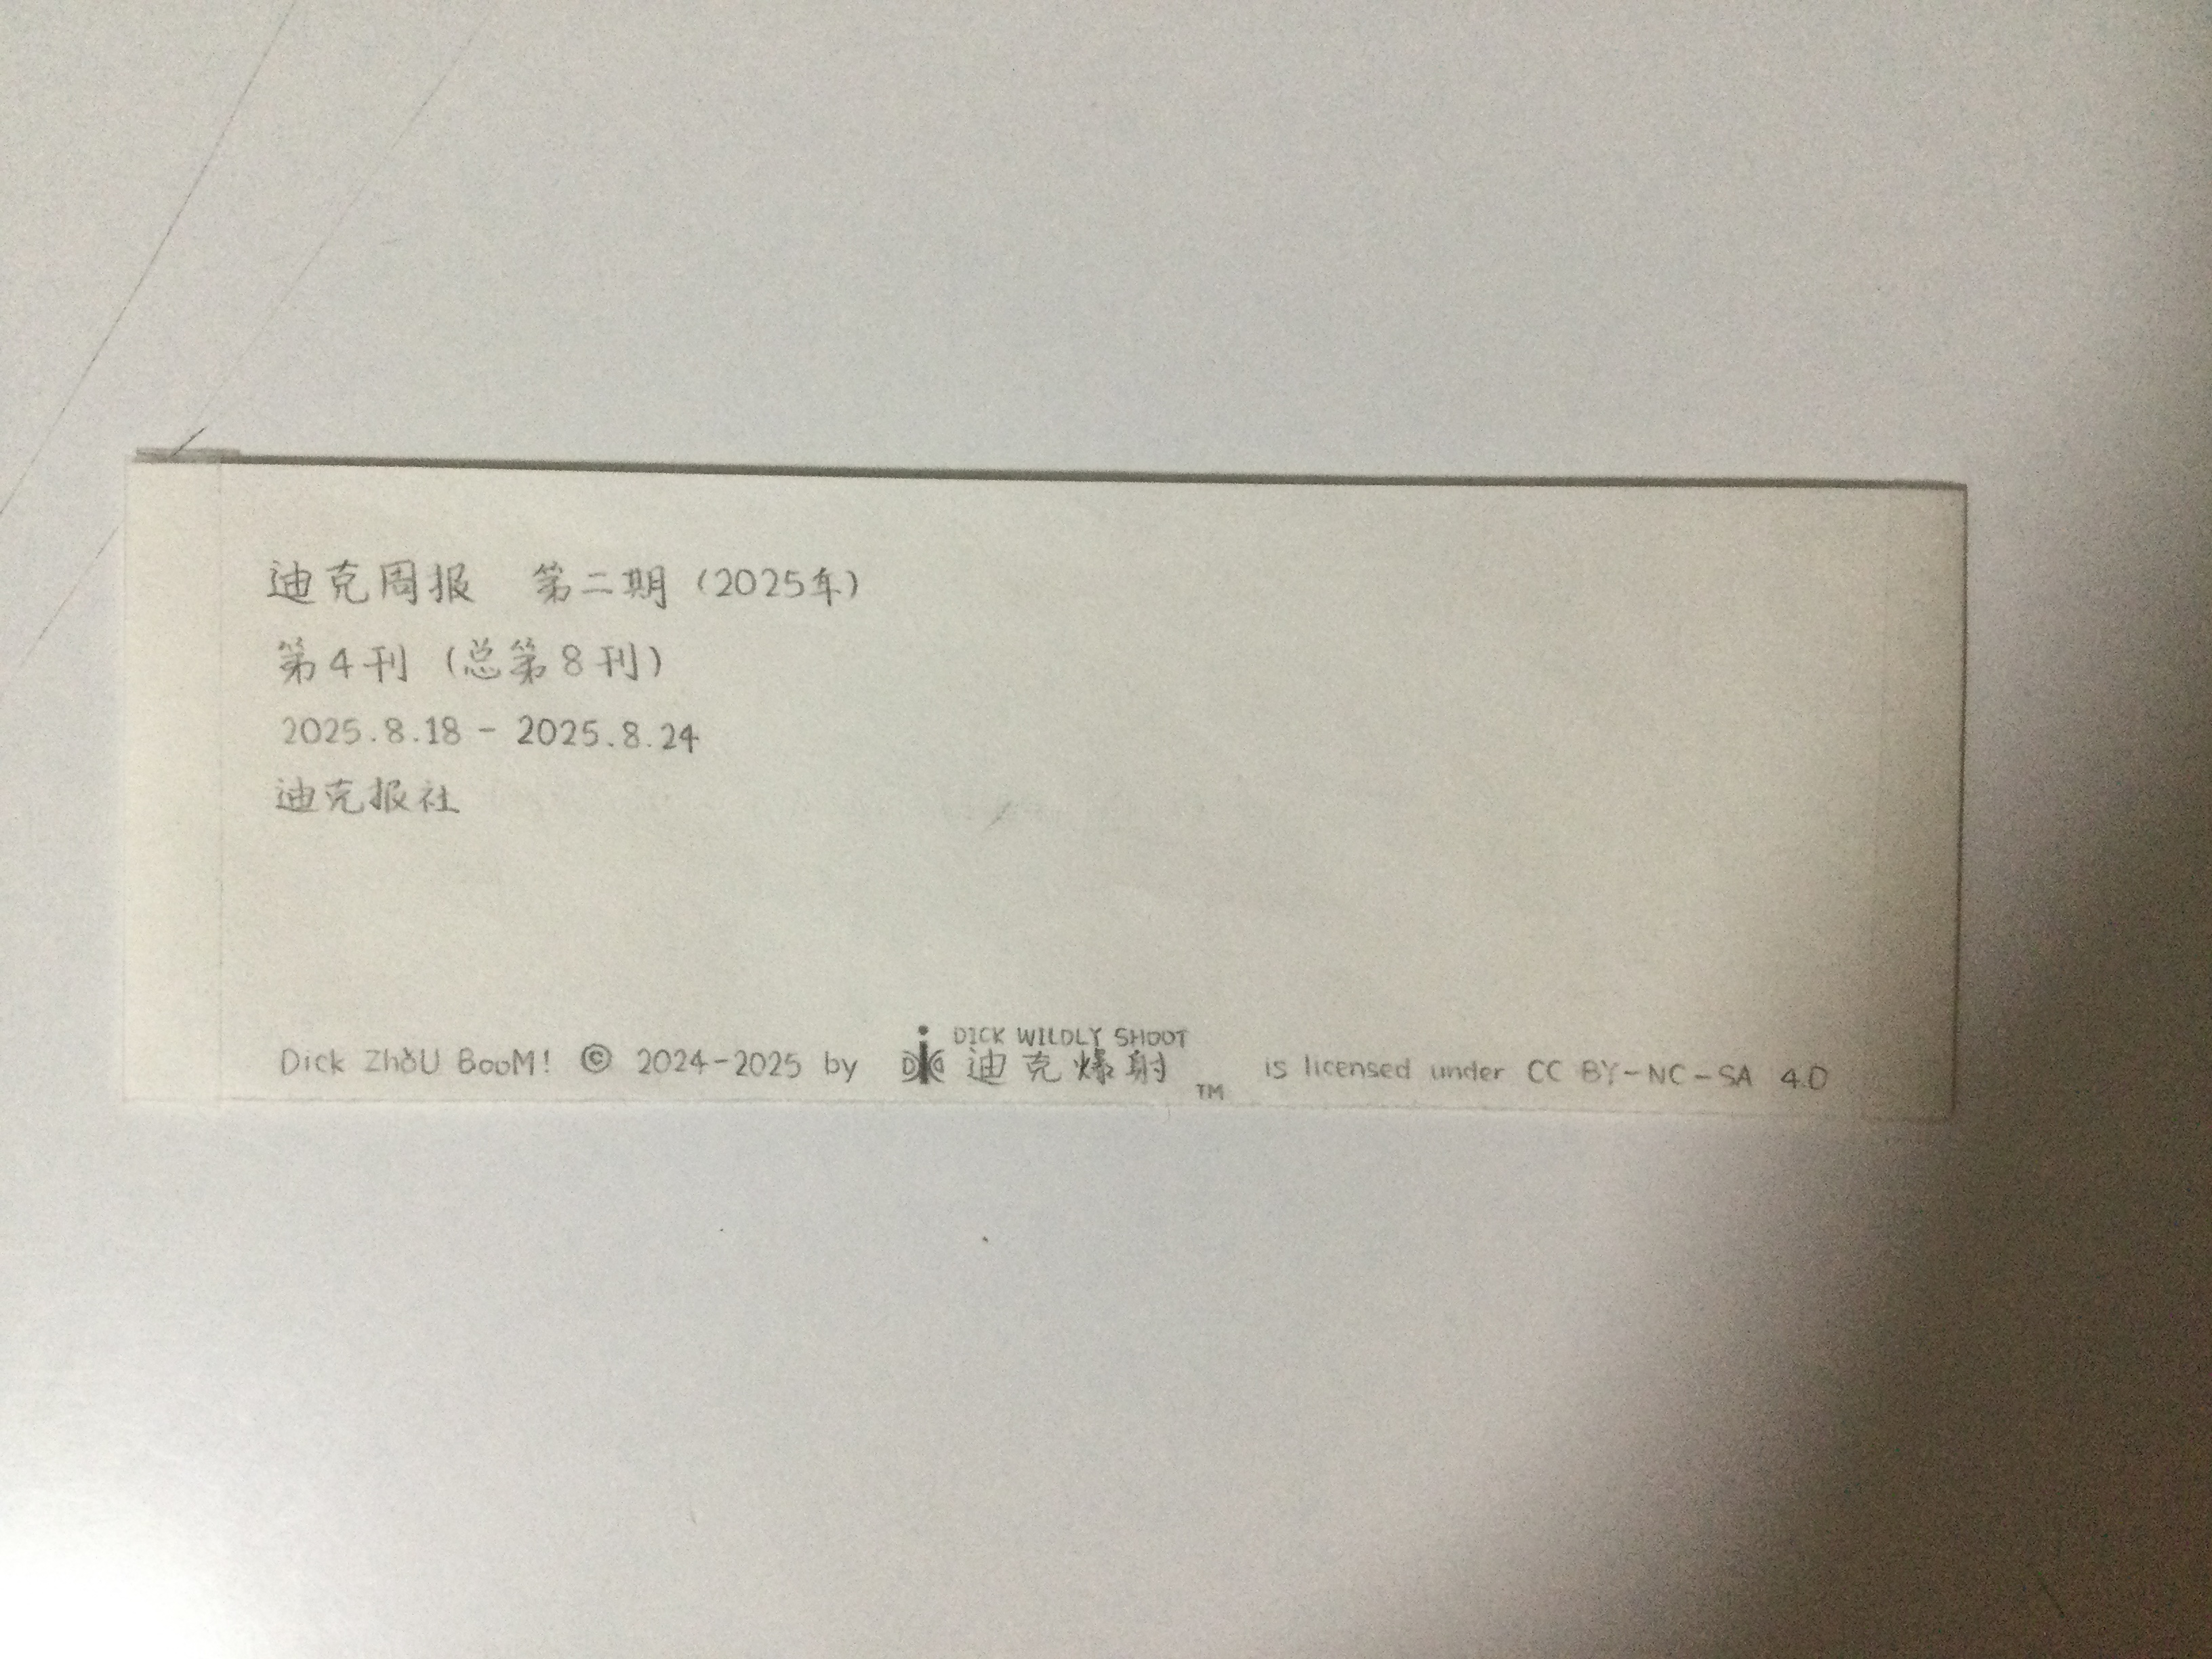 迪克周报 第二期（2025年）
第4刊（总第8刊）
2025.8.18 - 2025.8.24
迪克报社
DICK WILDLY SHOOT
Dick ZhǒU BooM! © 2024-2025 by DiC 迪克爆射 TM is licensed under CC BY-NC-SA 4.0